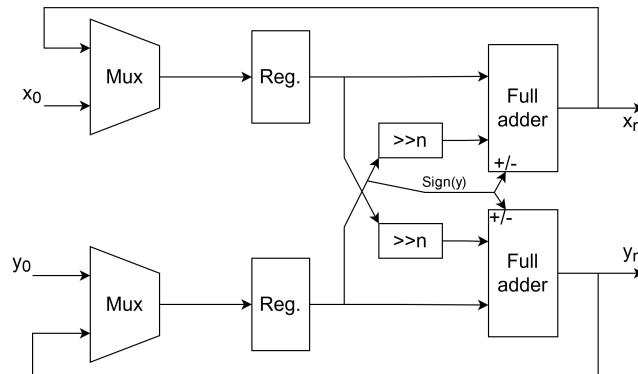 Mux
Reg.
Full
adder
x0
xn
>>n
+/-
Sign(y)
+/-
y0
yn
>>n
Mux
Reg.
Full
adder